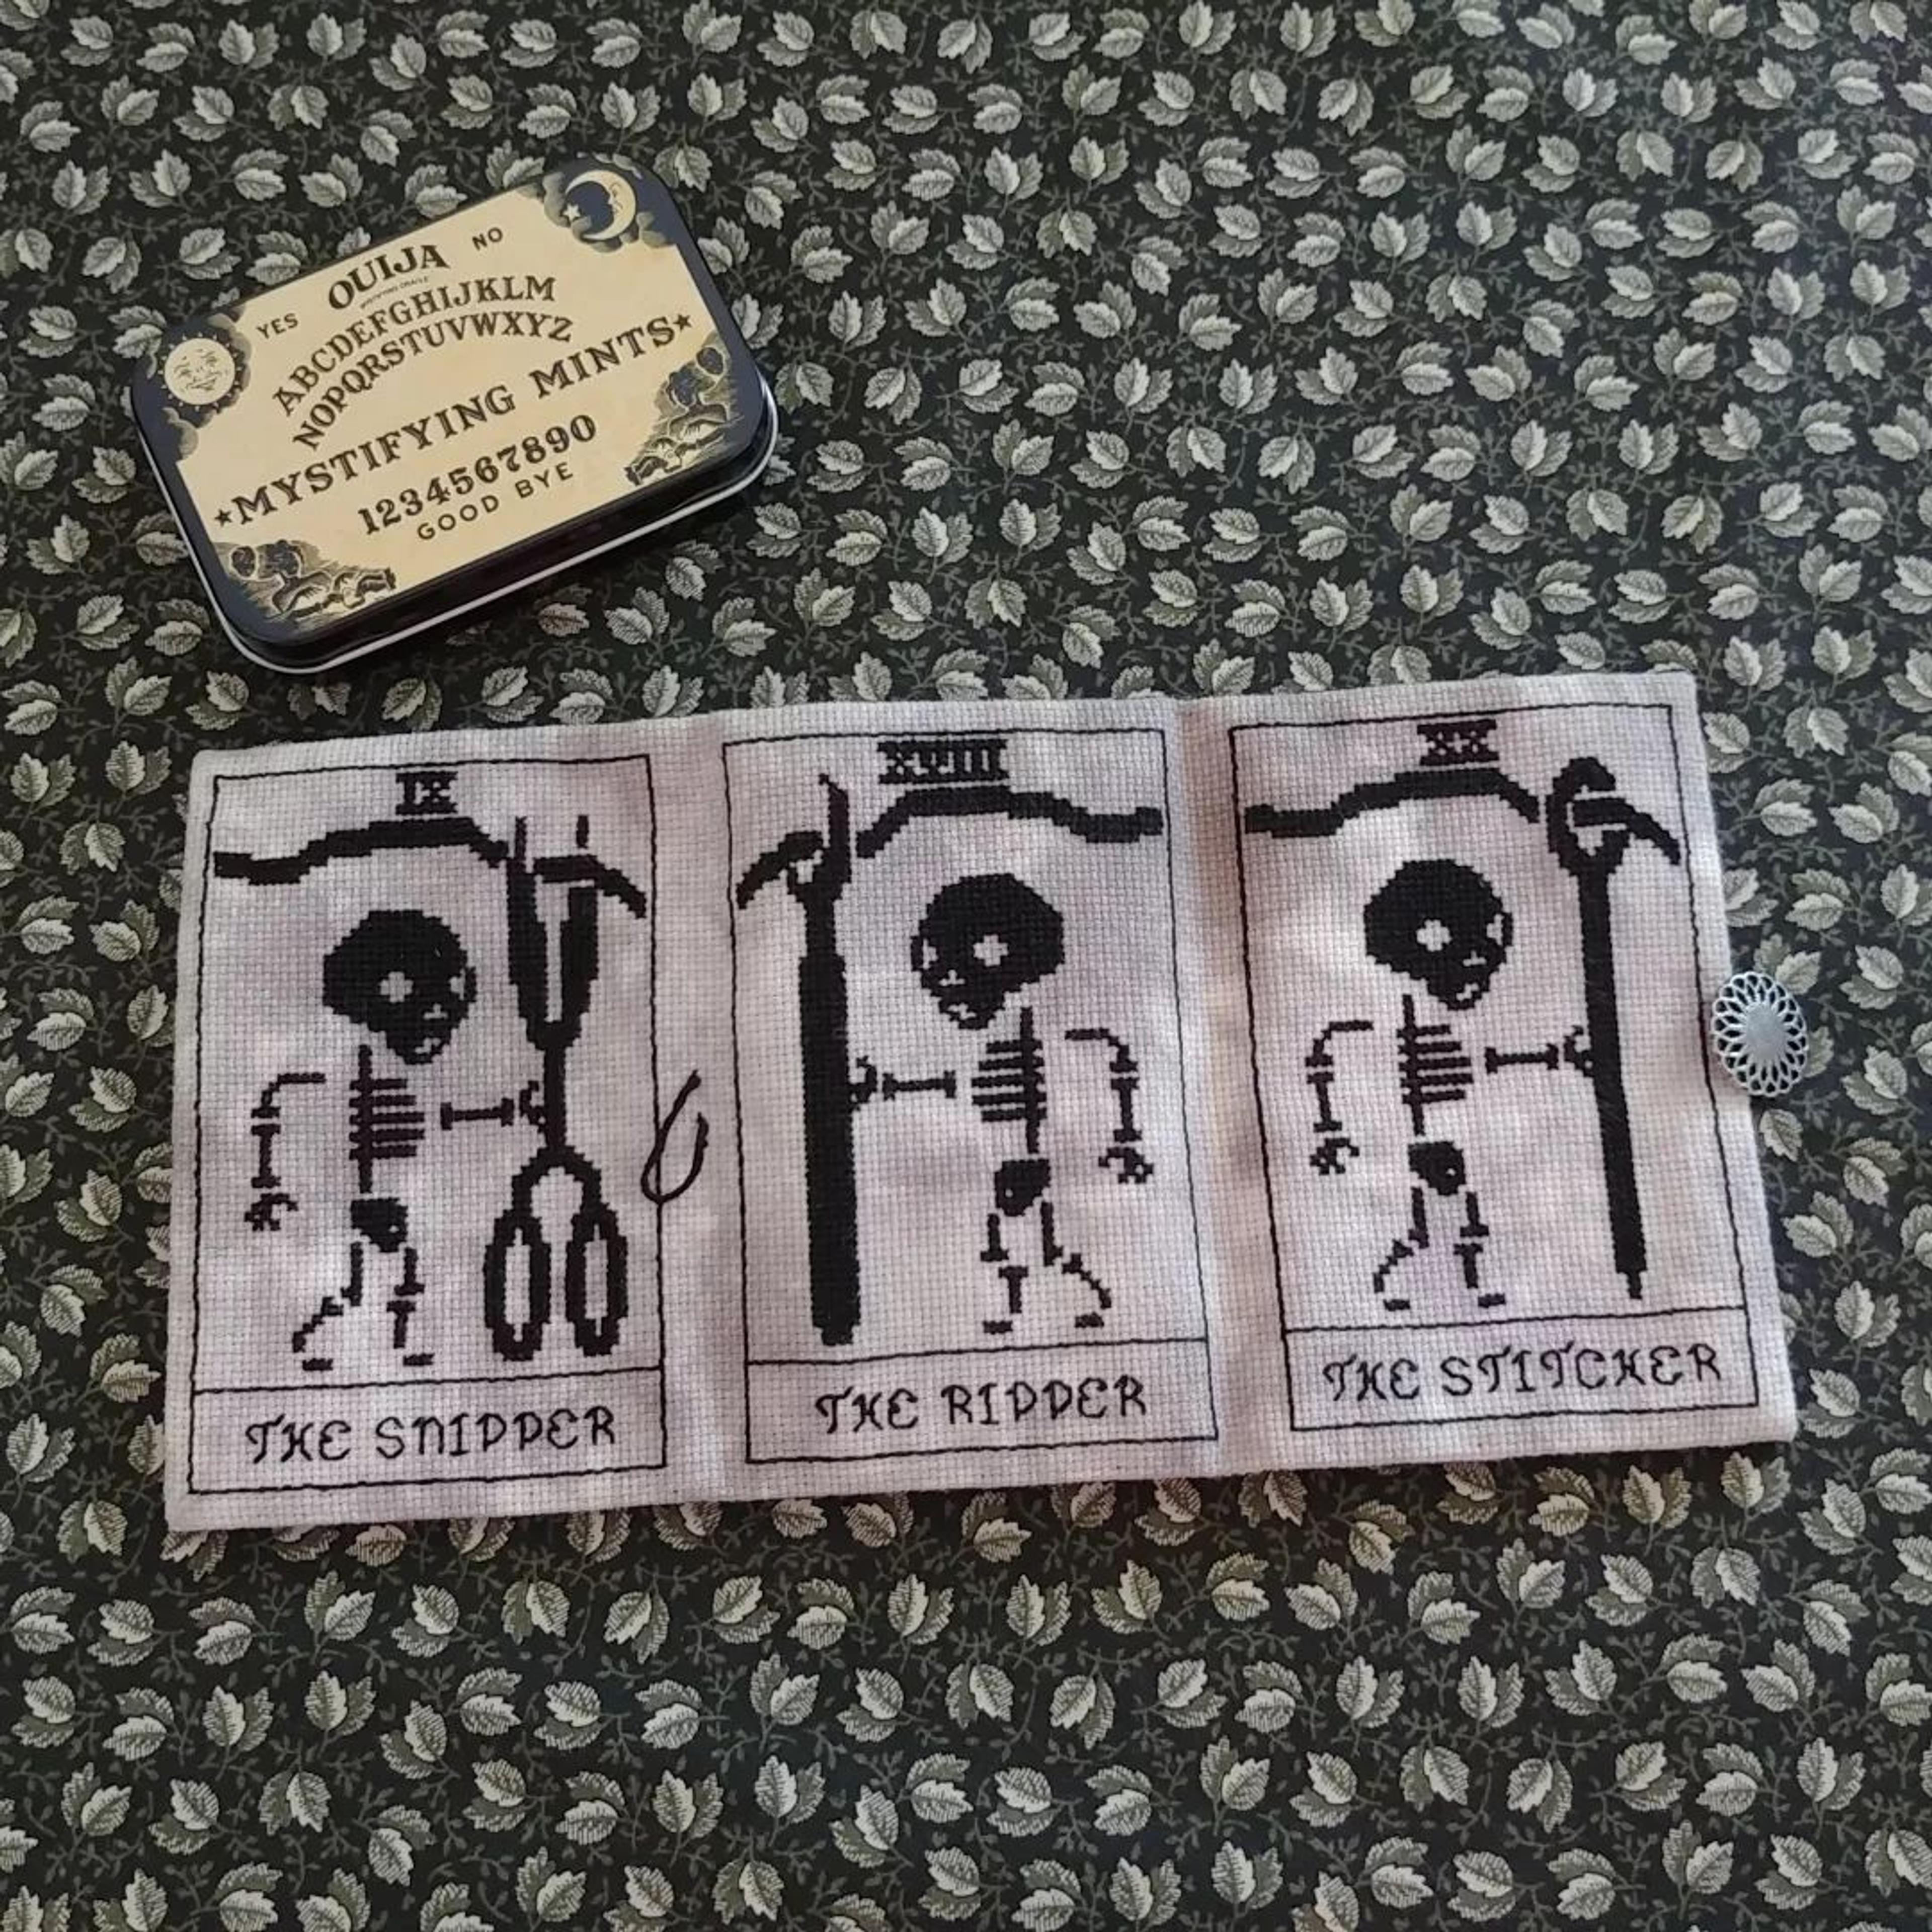 YES OUIJA NO
ABCDEFGHIJKLM
NOPQRSTUVWXYZ
★MYSTIFYING MINTS★
1234567890
GOOD BYE
IX
THE SNIPPER
XVIII
THE RIPPER
XX
THE STITCHER